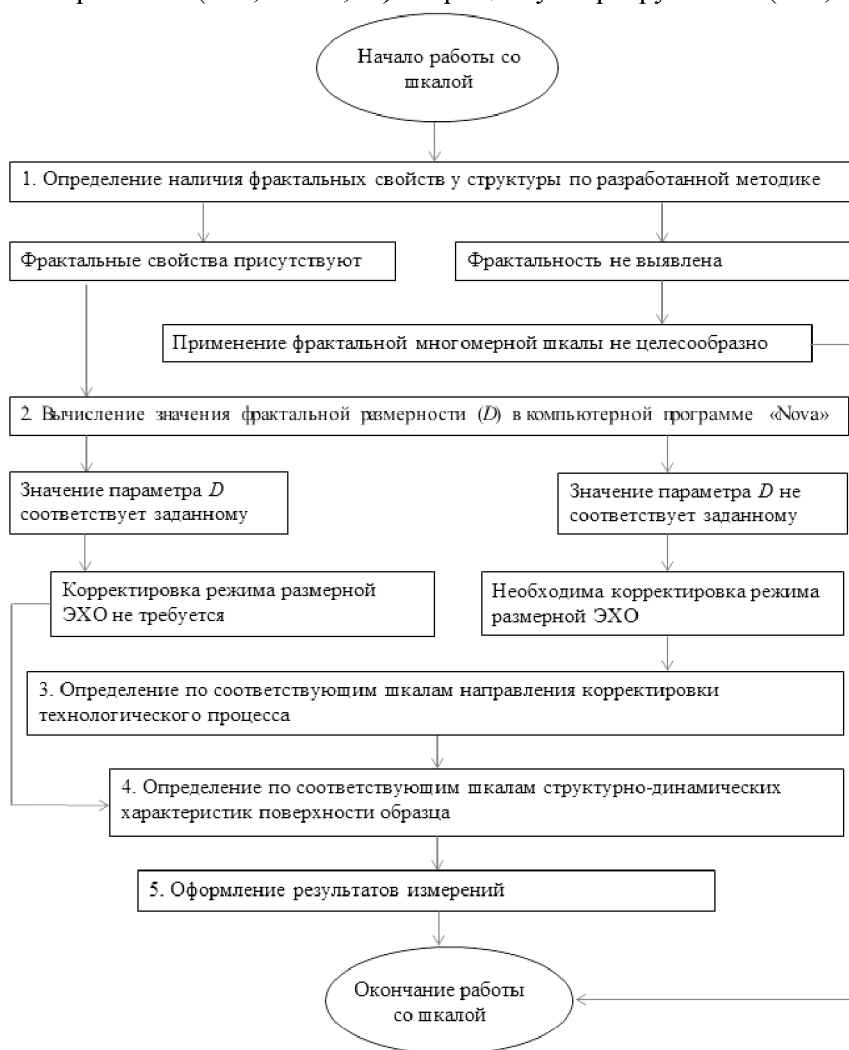 Начало работы со
шкалой
1. Определение наличия фрактальных свойств у структуры по разработанной методике
Фрактальные свойства присутствуют
Фрактальность не выявлена
Применение фрактальной многомерной шкалы не целесообразно
2. Вычисление значения фрактальной размерности (D) в компьютерной программе «Nova»
Значение параметра D
соответствует заданному
Значение параметра D не
соответствует заданному
Корректировка режима размерной
ЭХО не требуется
Необходима корректировка режима
размерной ЭХО
3. Определение по соответствующим шкалам направления корректировки
технологического процесса
4. Определение по соответствующим шкалам структурно-динамических
характеристик поверхности образца
5. Оформление результатов измерений
Окончание работы
со шкалой